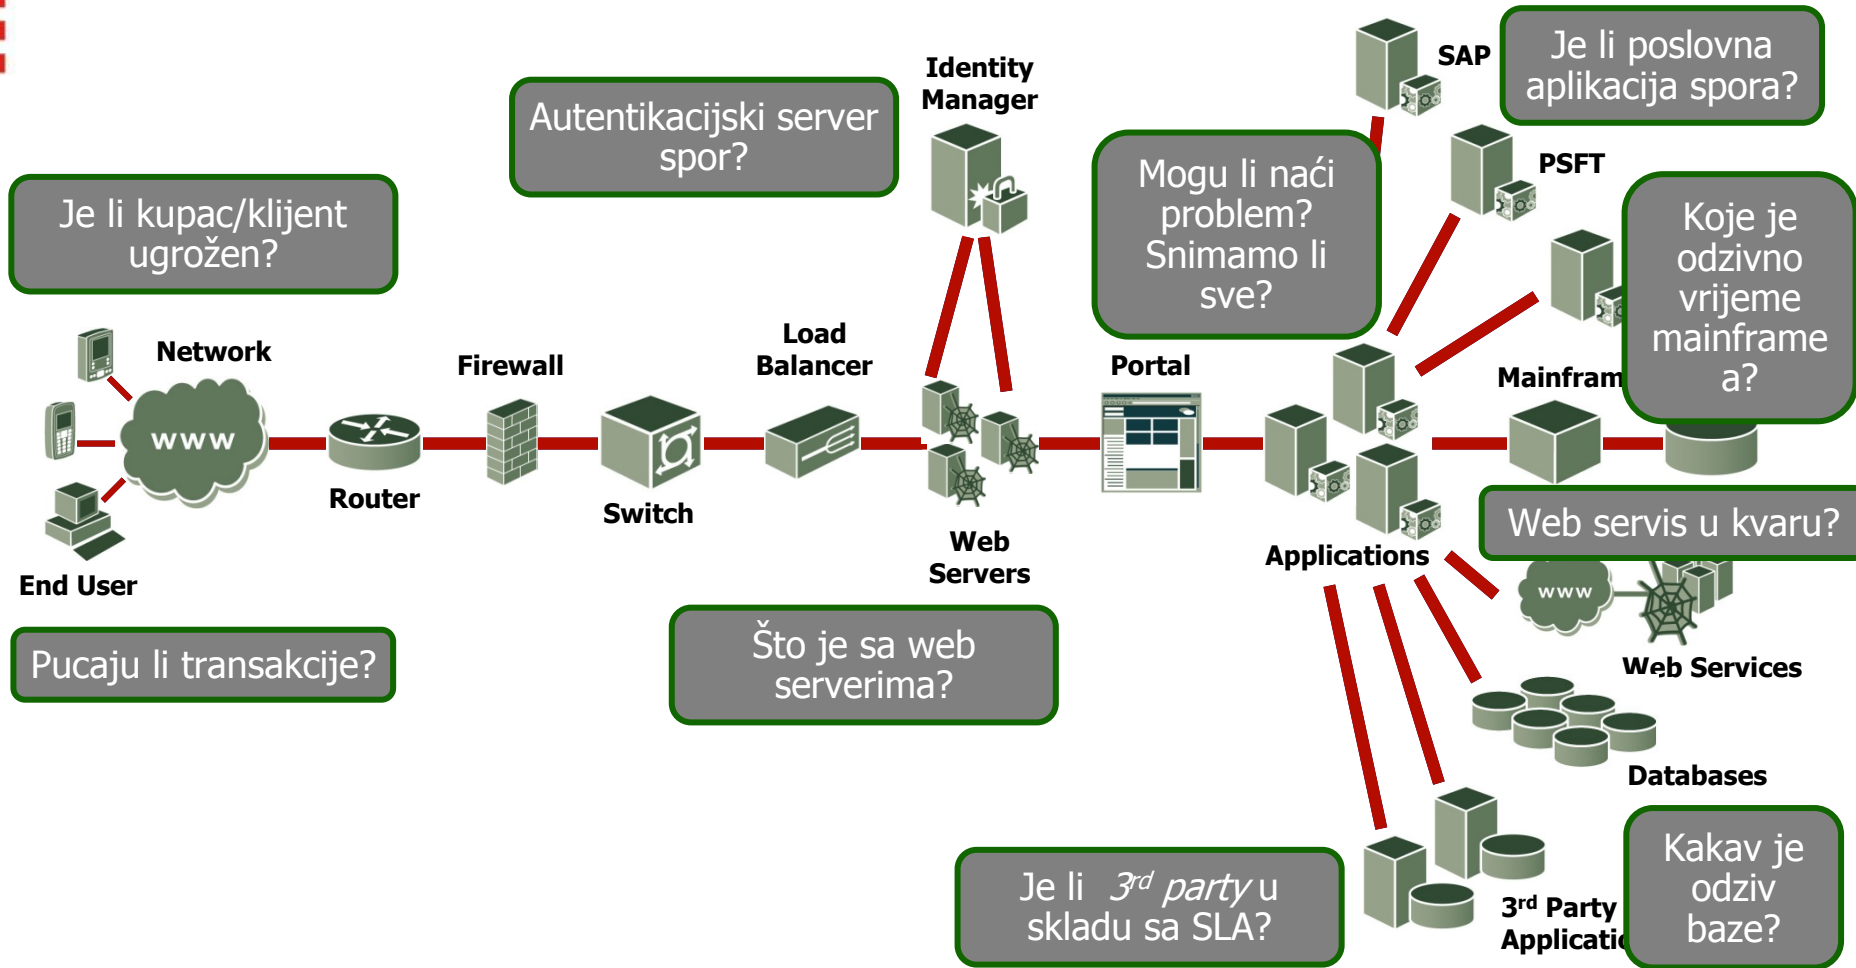 SAP
Je li poslovna
aplikacija spora?
Identity
Manager
Autentikacijski server
spor?
Mogu li naći
problem?
Snimamo li
sve?
PSFT
Je li kupac/klijent
ugrožen?
Koje je
odzivno
vrijeme
mainframe
a?
Network
Firewall
Load
Balancer
Portal
Mainfram
www
Router
Switch
Web
Servers
Applications
Web servis u kvaru?
End User
www
Pucaju li transakcije?
Što je sa web
serverima?
Web Services
Databases
Je li 3rd party u
skladu sa SLA?
3rd Party
Applicatio
Kakav je
odziv
baze?